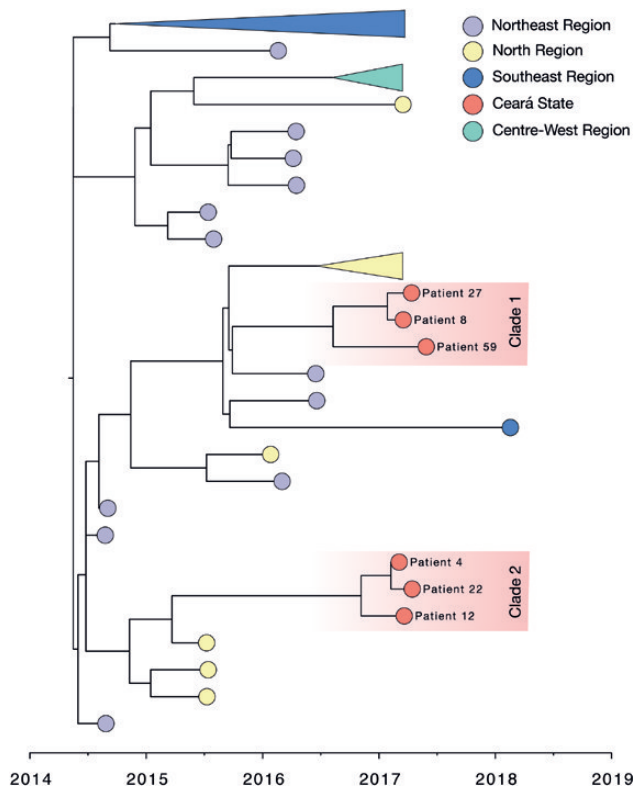 Northeast Region
North Region
Southeast Region
Ceará State
Centre-West Region
Patient 27
Patient 8
Patient 59
Clade 1
Patient 4
Patient 22
Patient 12
Clade 2
2014 2015 2016 2017 2018 2019